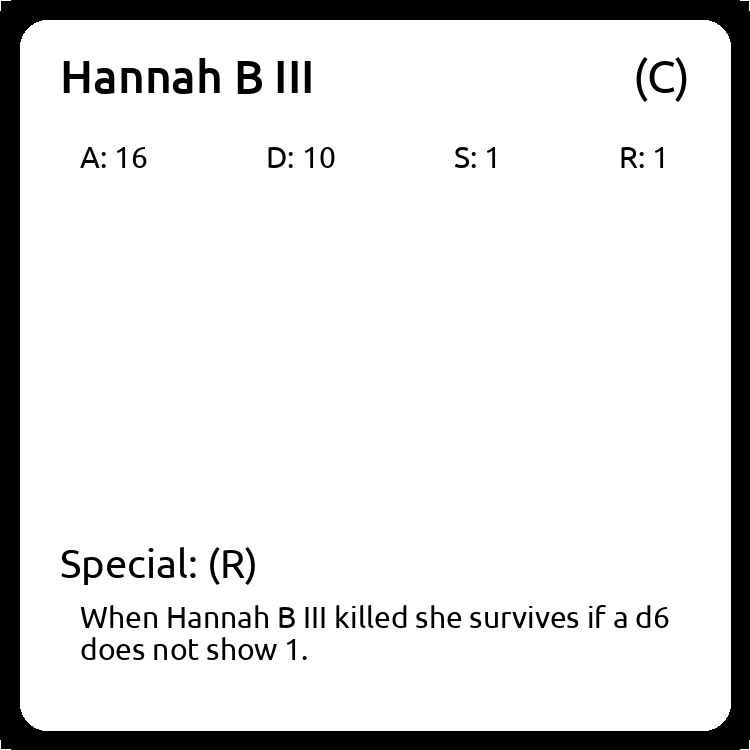 Hannah B III (C)
A: 16 D: 10 S: 1 R: 1
Special: (R)
When Hannah B III killed she survives if a d6
does not show 1.